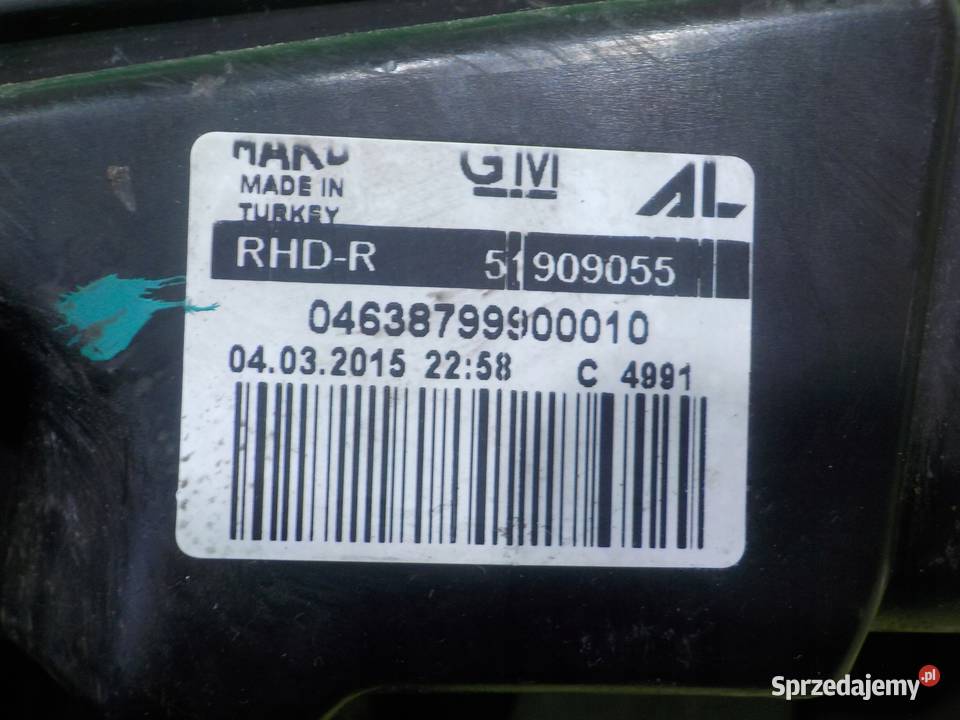 GM AL
MADE IN
TURKEY
RHD-R 51909055
04638799900010
04.03.2015 22:58 C 4991
Sprzedajemy.pl